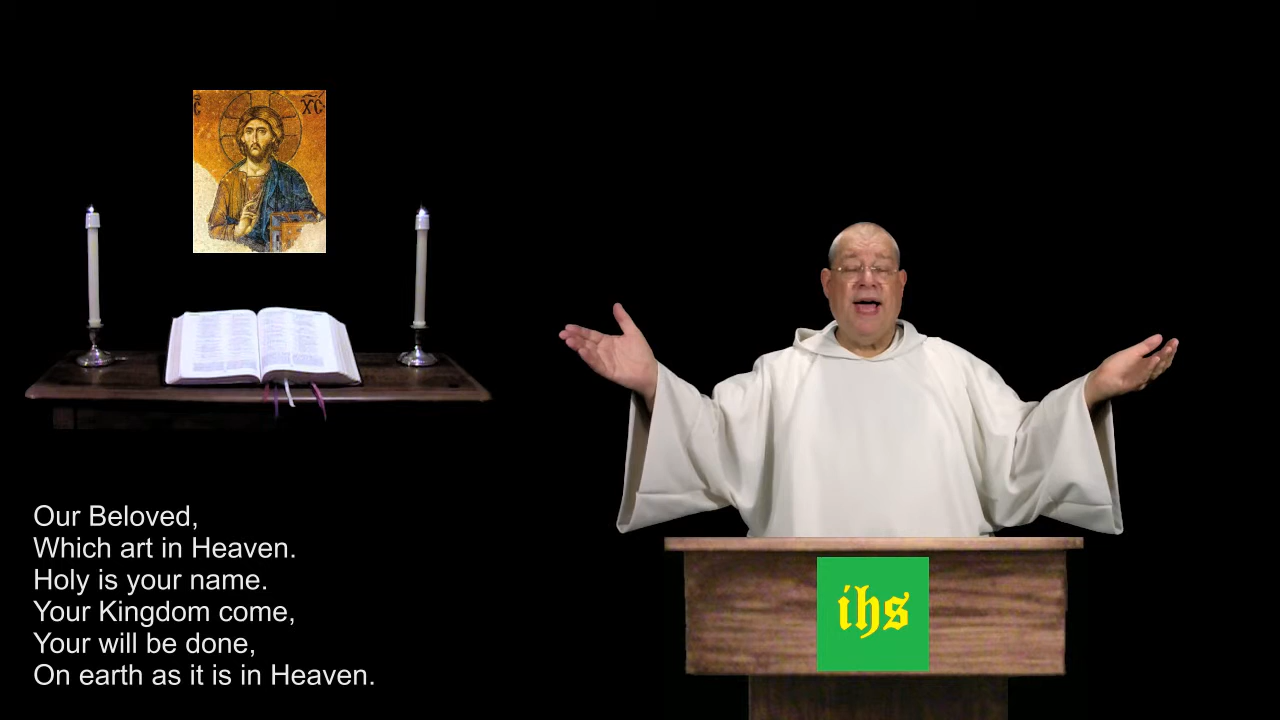 XC
Our Beloved,
Which art in Heaven.
Holy is your name.
Your Kingdom come,
Your will be done,
On earth as it is in Heaven.
ihs